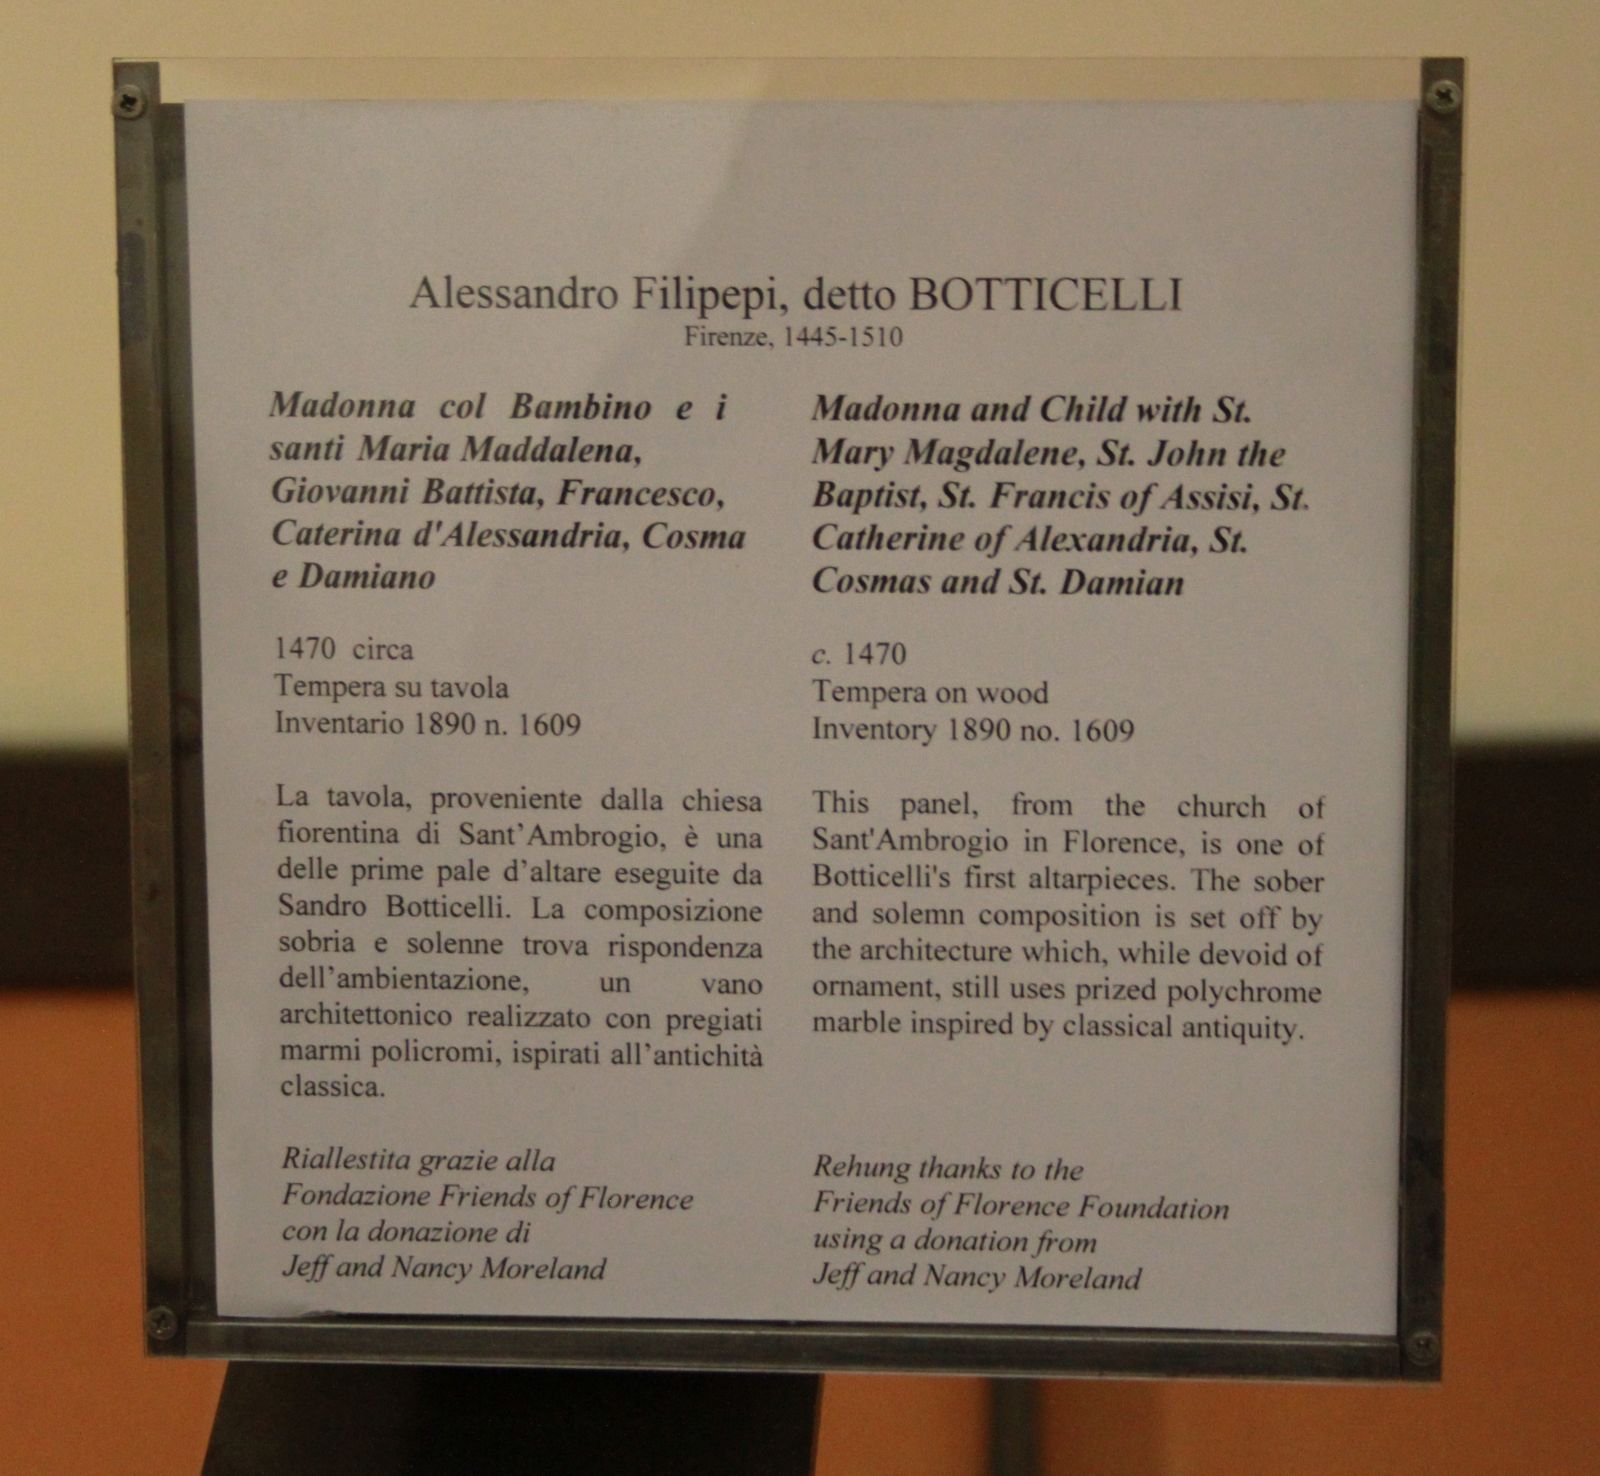 Alessandro Filipepi, detto BOTTICELLI
Firenze, 1445-1510
Madonna col Bambino e i
santi Maria Maddalena,
Giovanni Battista, Francesco,
Caterina d'Alessandria, Cosma
e Damiano
1470 circa
Tempera su tavola
Inventario 1890 n. 1609
La tavola, proveniente dalla chiesa
fiorentina di Sant’Ambrogio, è una
delle prime pale d’altare eseguite da
Sandro Botticelli. La composizione
sobria e solenne trova rispondenza
dell’ambientazione, un vano
architettonico realizzato con pregiati
marmi policromi, ispirati all’antichità
classica.
Riallestita grazie alla
Fondazione Friends of Florence
con la donazione di
Jeff and Nancy Moreland
Madonna and Child with St.
Mary Magdalene, St. John the
Baptist, St. Francis of Assisi, St.
Catherine of Alexandria, St.
Cosmas and St. Damian
c. 1470
Tempera on wood
Inventory 1890 no. 1609
This panel, from the church of
Sant'Ambrogio in Florence, is one of
Botticelli's first altarpieces. The sober
and solemn composition is set off by
the architecture which, while devoid of
ornament, still uses prized polychrome
marble inspired by classical antiquity.
Rehung thanks to the
Friends of Florence Foundation
using a donation from
Jeff and Nancy Moreland